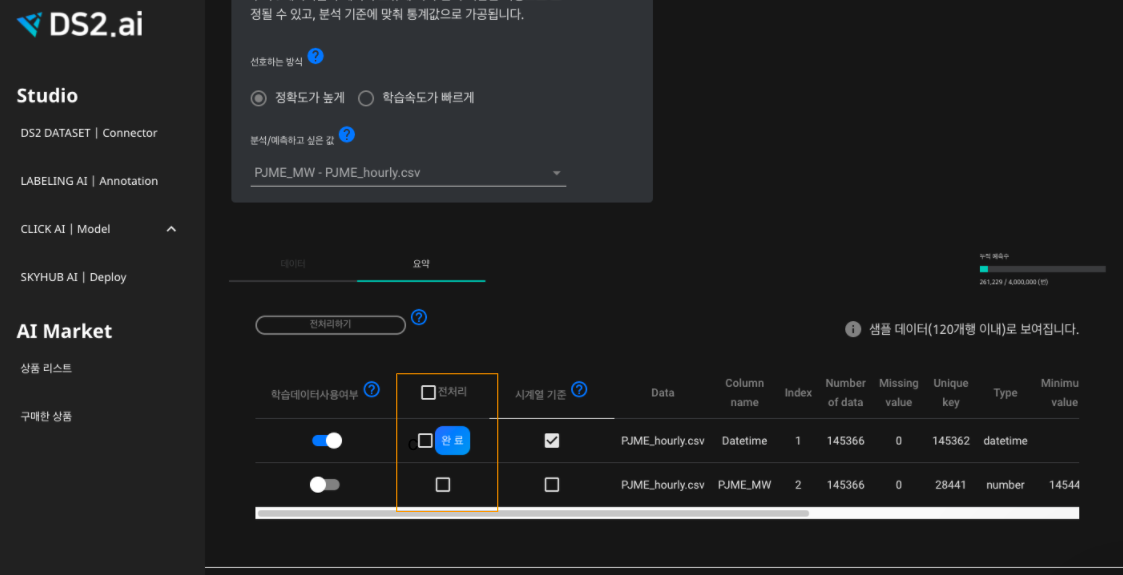 DS2.ai
정될 수 있고, 분석 기준에 맞춰 통계값으로 가공됩니다.
Studio
선호하는 방식 ?
정확도가 높게 학습속도가 빠르게
DS2 DATASET | Connector
분석/예측하고 싶은 값 ?
PJME_MW - PJME_hourly.csv
LABELING AI | Annotation
CLICK AI | Model
SKYHUB AI | Deploy
데이터 요약
누적 예측수
261,229 / 4,000,000 (번)
AI Market
전처리하기 ?
샘플 데이터(120개행 이내)로 보여집니다.
상품 리스트
구매한 상품
학습데이터사용여부 ? 전처리 시계열 기준 ? Data Column name Index Number of data Missing value Unique key Type Minimu value
완료 PJME_hourly.csv Datetime 1 145366 0 145362 datetime
PJME_hourly.csv PJME_MW 2 145366 0 28441 number 14544